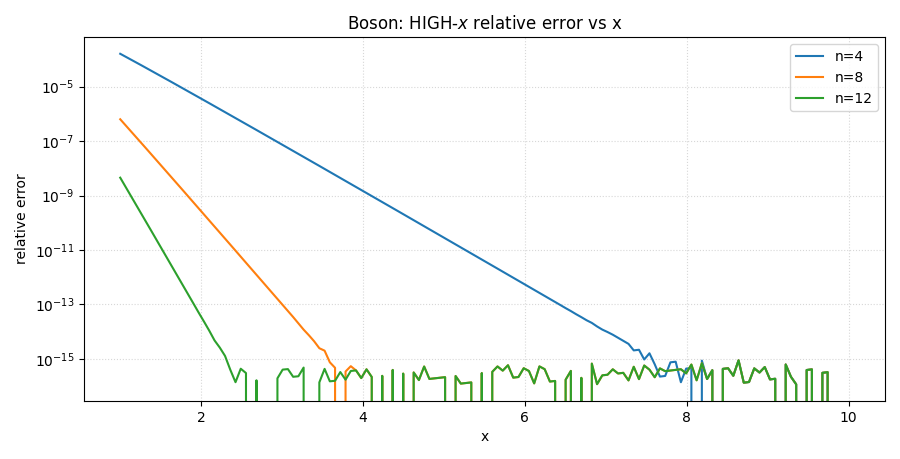 Boson: HIGH-x relative error vs x
n=4
n=8
n=12
10⁻⁵
10⁻⁷
10⁻⁹
10⁻¹¹
10⁻¹³
10⁻¹⁵
relative error
2 4 6 8 10
x